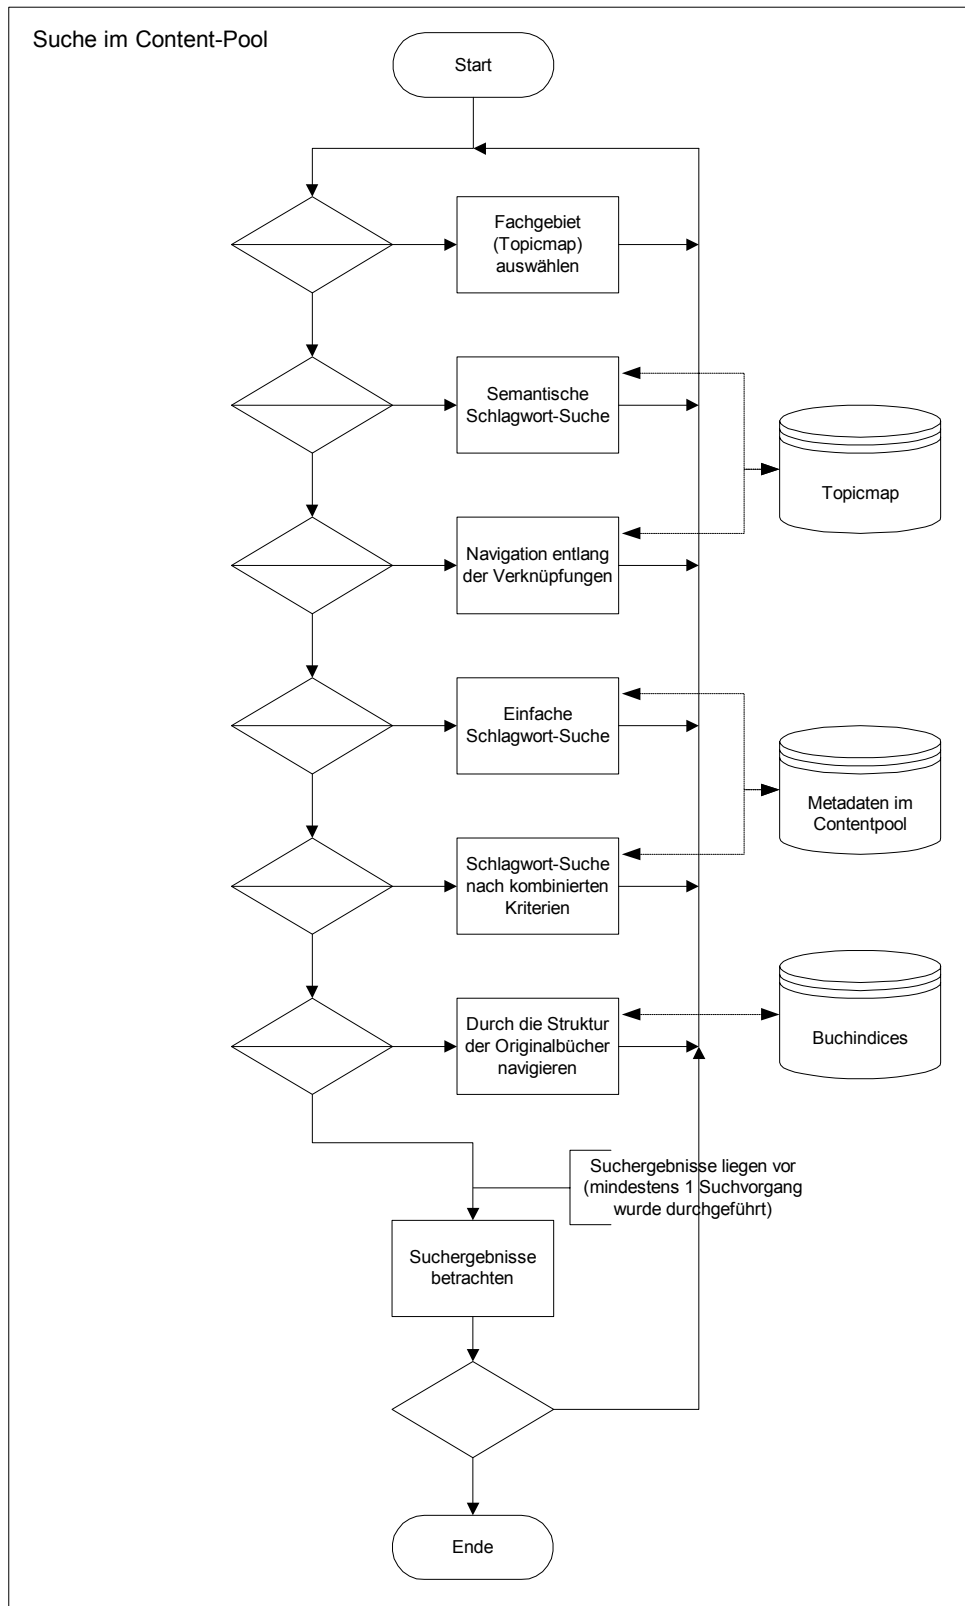 Suche im Content-Pool
Start
Fachgebiet
(Topicmap)
auswählen
Semantische
Schlagwort-Suche
Topicmap
Navigation entlang
der Verknüpfungen
Einfache
Schlagwort-Suche
Metadaten im
Contentpool
Schlagwort-Suche
nach kombinierten
Kriterien
Durch die Struktur
der Originalbücher
navigieren
Buchindices
Suchergebnisse liegen vor
(mindestens 1 Suchvorgang
wurde durchgeführt)
Suchergebnisse
betrachten
Ende